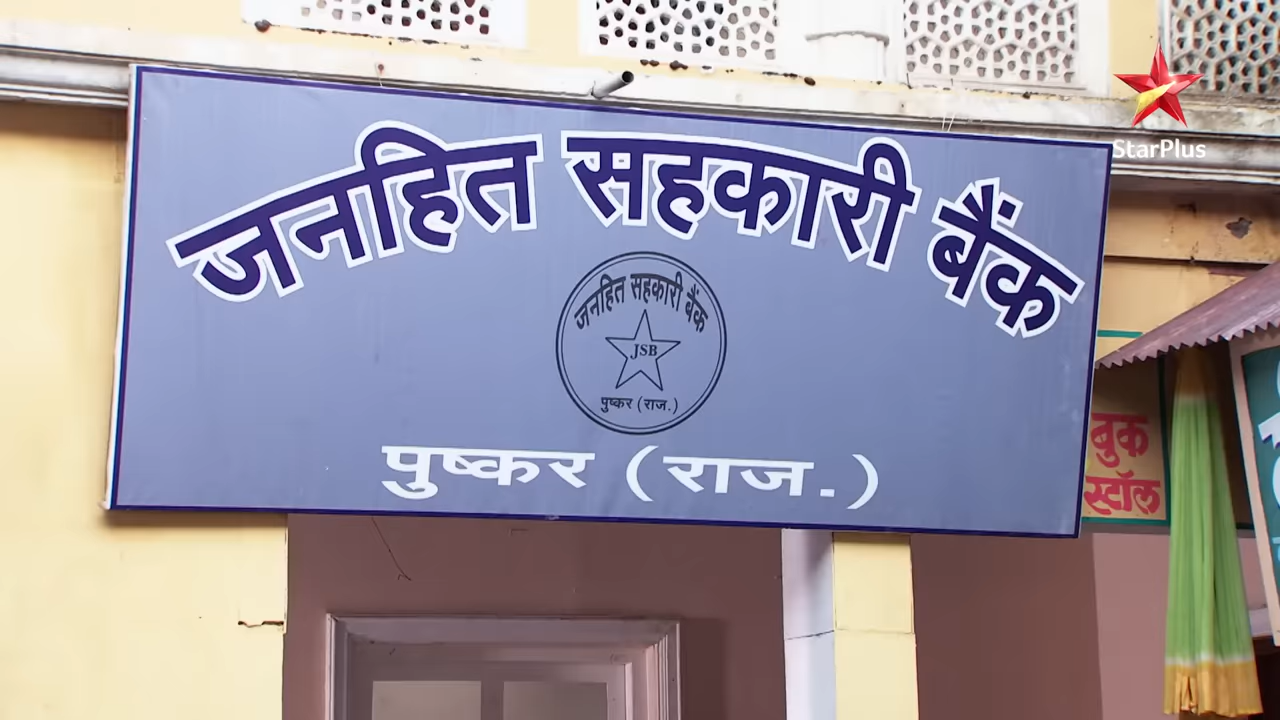 जनहित सहकारी बैंक
जनहित सहकारी बैंक
JSB
पुष्कर (राज.)
पुष्कर (राज.)
StarPlus
बुक
स्टॉल